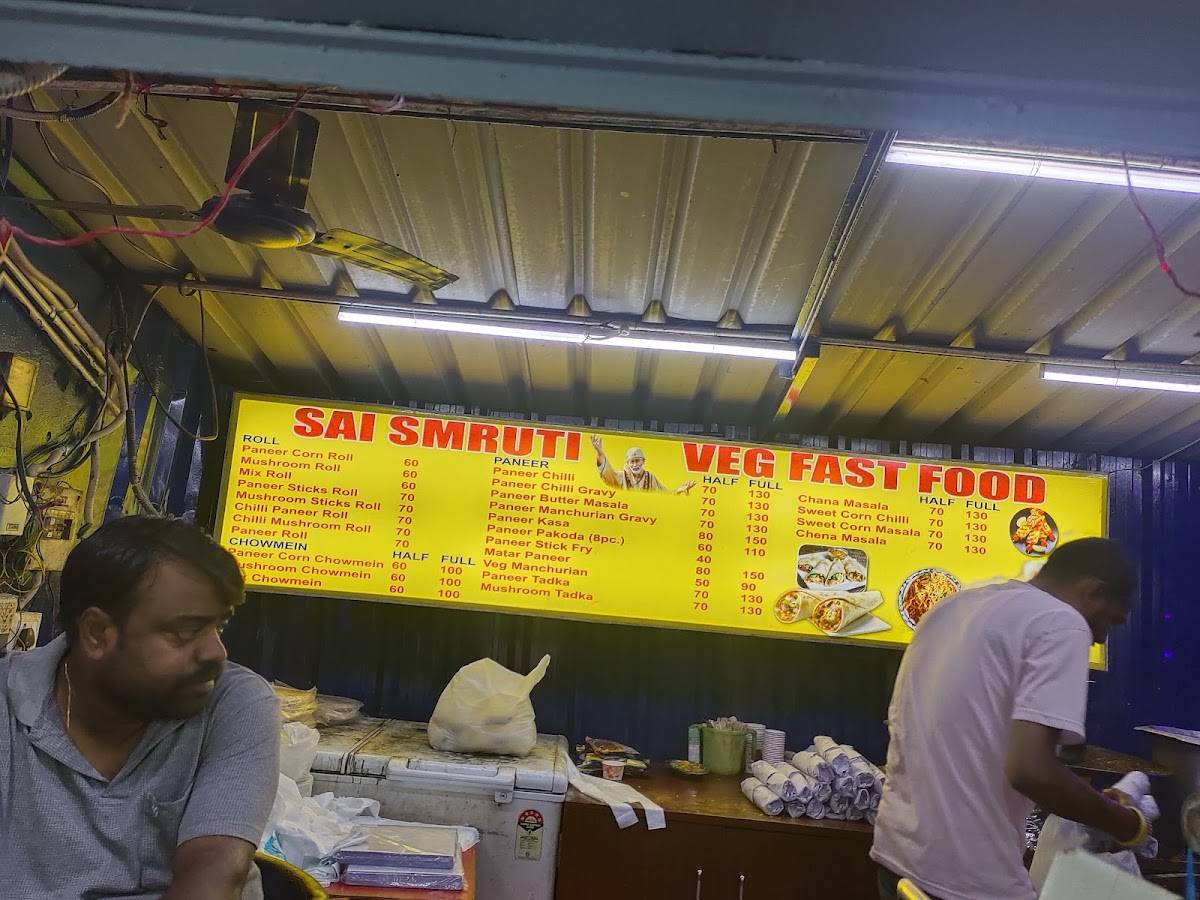 SAI SMRUTI VEG FAST FOOD
ROLL
Paneer Corn Roll 60
Mushroom Roll 60
Mix Roll 60
Paneer Sticks Roll 70
Mushroom Sticks Roll 70
Chilli Paneer Roll 70
Chilli Mushroom Roll 70
Paneer Roll 70
CHOWMEIN HALF FULL
Paneer Corn Chowmein 60 100
ushroom Chowmein 60 100
Chowmein 60 100
PANEER HALF FULL
Paneer Chilli 70 130
Paneer Chilli Gravy 70 130
Paneer Butter Masala 70 130
Paneer Manchurian Gravy 70 130
Paneer Kasa 80 150
Paneer Pakoda (8pc.) 60 110
Paneer Stick Fry 40
Matar Paneer 80 150
Veg Manchurian 50 90
Paneer Tadka 70 130
Mushroom Tadka 70 130
HALF FULL
Chana Masala 70 130
Sweet Corn Chilli 70 130
Sweet Corn Masala 70 130
Chena Masala 70 130